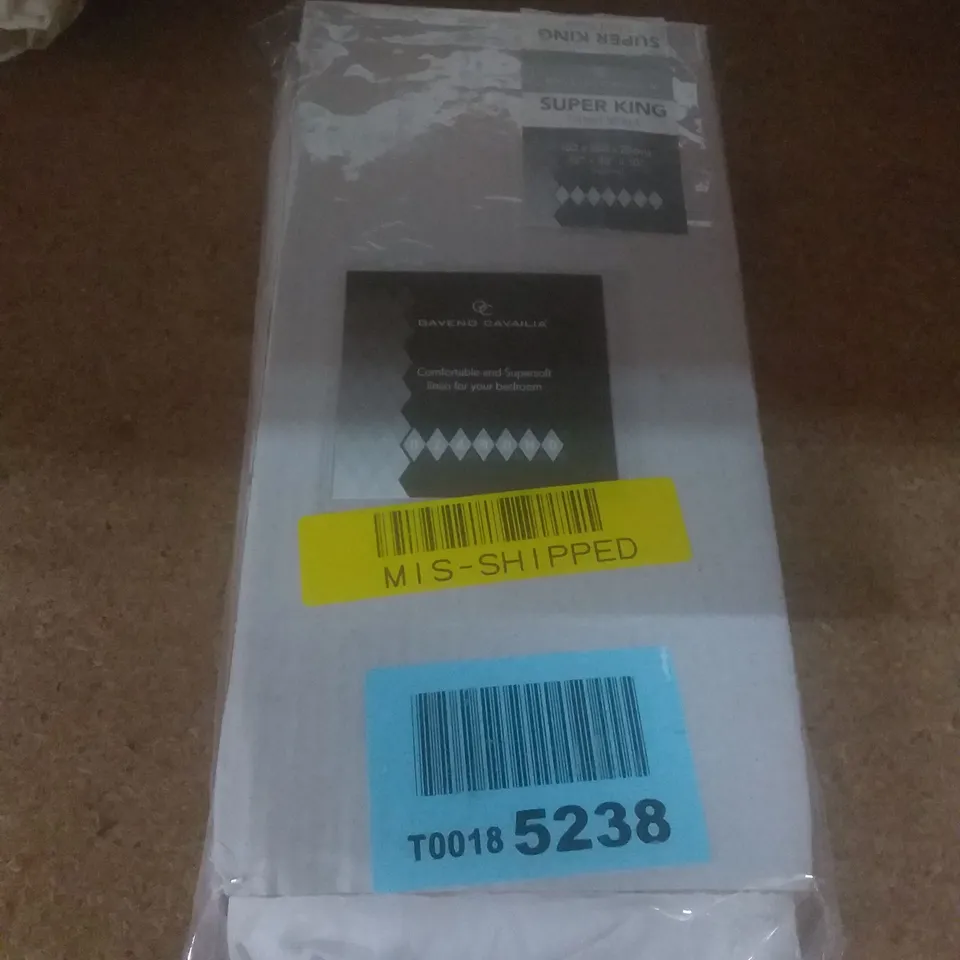 SUPER KING
SUPER KING
GAVENO CAVAILIA
Comfortable and Supersoft
linen for your bedroom
MIS-SHIPPED
T0018 5238